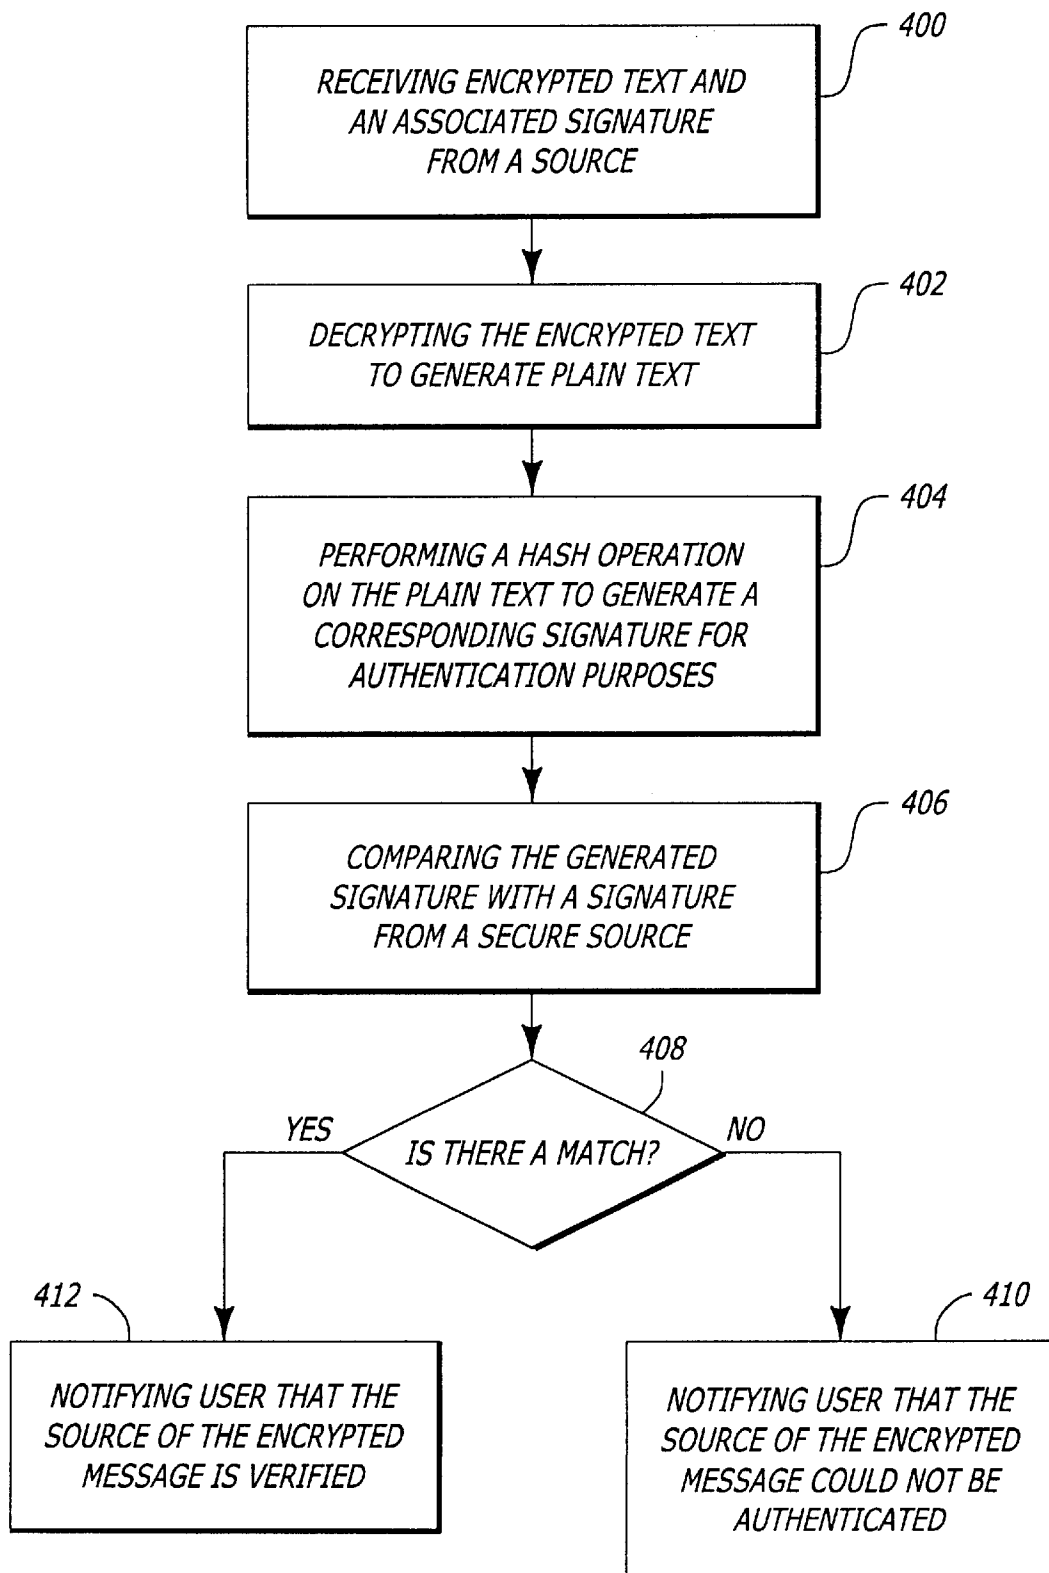 400
RECEIVING ENCRYPTED TEXT AND
AN ASSOCIATED SIGNATURE
FROM A SOURCE
402
DECRYPTING THE ENCRYPTED TEXT
TO GENERATE PLAIN TEXT
404
PERFORMING A HASH OPERATION
ON THE PLAIN TEXT TO GENERATE A
CORRESPONDING SIGNATURE FOR
AUTHENTICATION PURPOSES
406
COMPARING THE GENERATED
SIGNATURE WITH A SIGNATURE
FROM A SECURE SOURCE
408
YES
IS THERE A MATCH?
NO
412
NOTIFYING USER THAT THE
SOURCE OF THE ENCRYPTED
MESSAGE IS VERIFIED
410
NOTIFYING USER THAT THE
SOURCE OF THE ENCRYPTED
MESSAGE COULD NOT BE
AUTHENTICATED